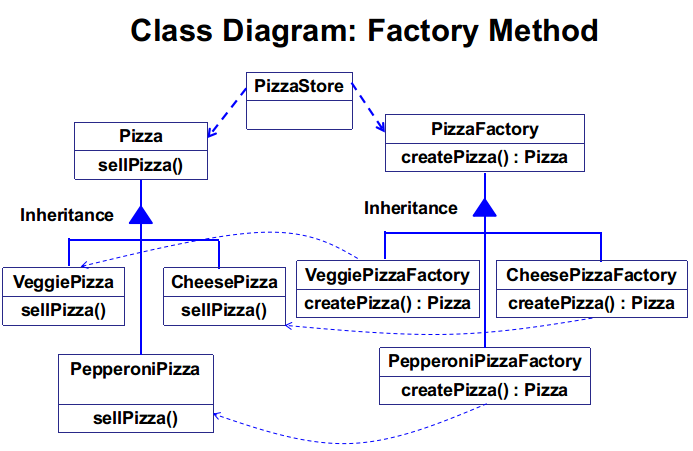 Class Diagram: Factory Method
PizzaStore
Pizza
sellPizza()
PizzaFactory
createPizza() : Pizza
Inheritance
Inheritance
VeggiePizza
sellPizza()
CheesePizza
sellPizza()
VeggiePizzaFactory
createPizza() : Pizza
CheesePizzaFactory
createPizza() : Pizza
PepperoniPizza
sellPizza()
PepperoniPizzaFactory
createPizza() : Pizza